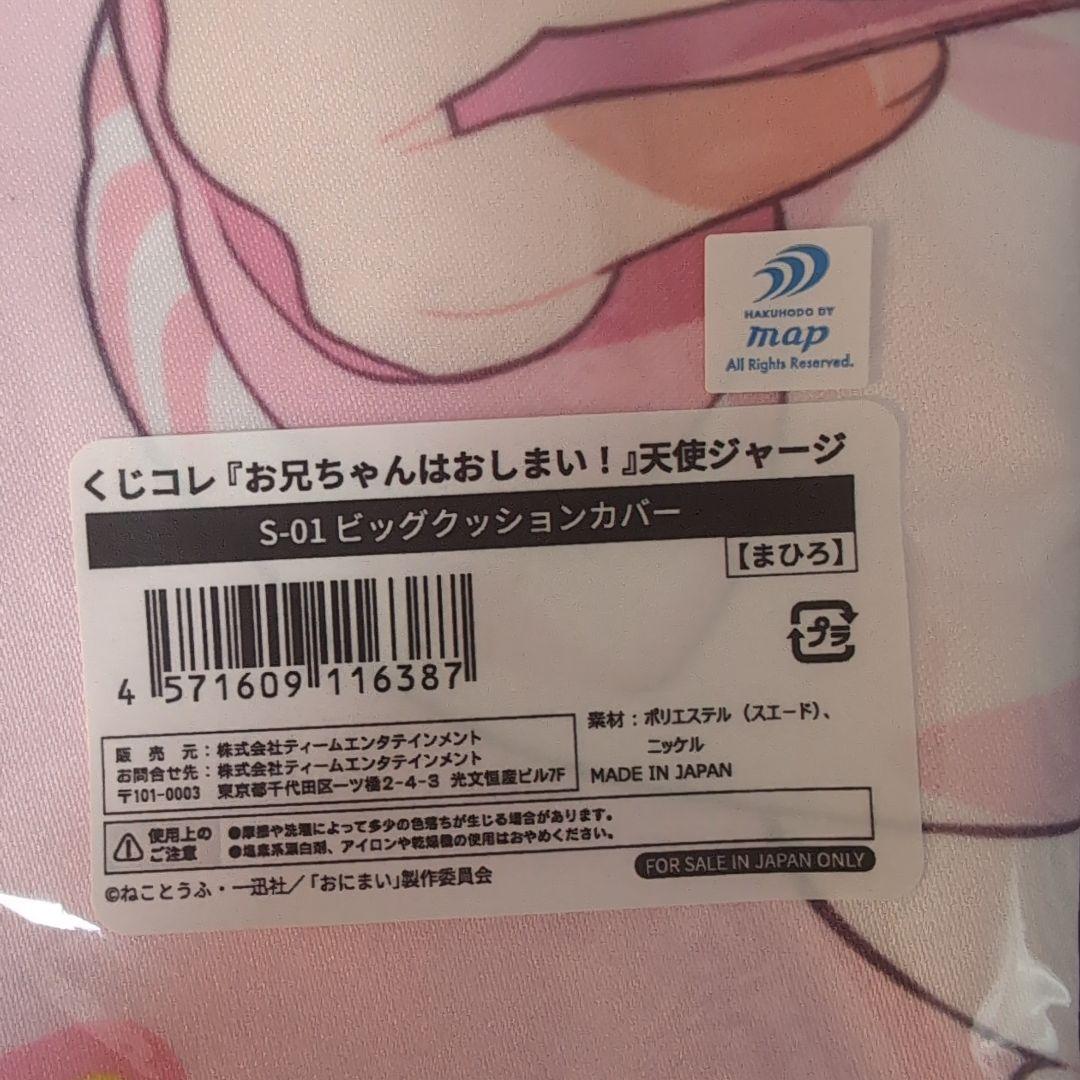 HAKUHODO DY
map
All Rights Reserved.
くじコレ『お兄ちゃんはおしまい！』天使ジャージ
S-01 ビッグクッションカバー
【まひろ】
プラ
4 571609 116387
素材：ポリエステル（スエード）、
ニッケル
MADE IN JAPAN
販売元：株式会社ティームエンタテインメント
お問合せ先：株式会社ティームエンタテインメント
〒101-0003 東京都千代田区一ツ橋2-4-3 光文恒産ビル7F
使用上の
ご注意
●摩擦や洗濯によって多少の色落ちが生じる場合があります。
●塩素系漂白剤、アイロンや乾燥機の使用はおやめください。
FOR SALE IN JAPAN ONLY
©ねことうふ・一迅社／「おにまい」製作委員会